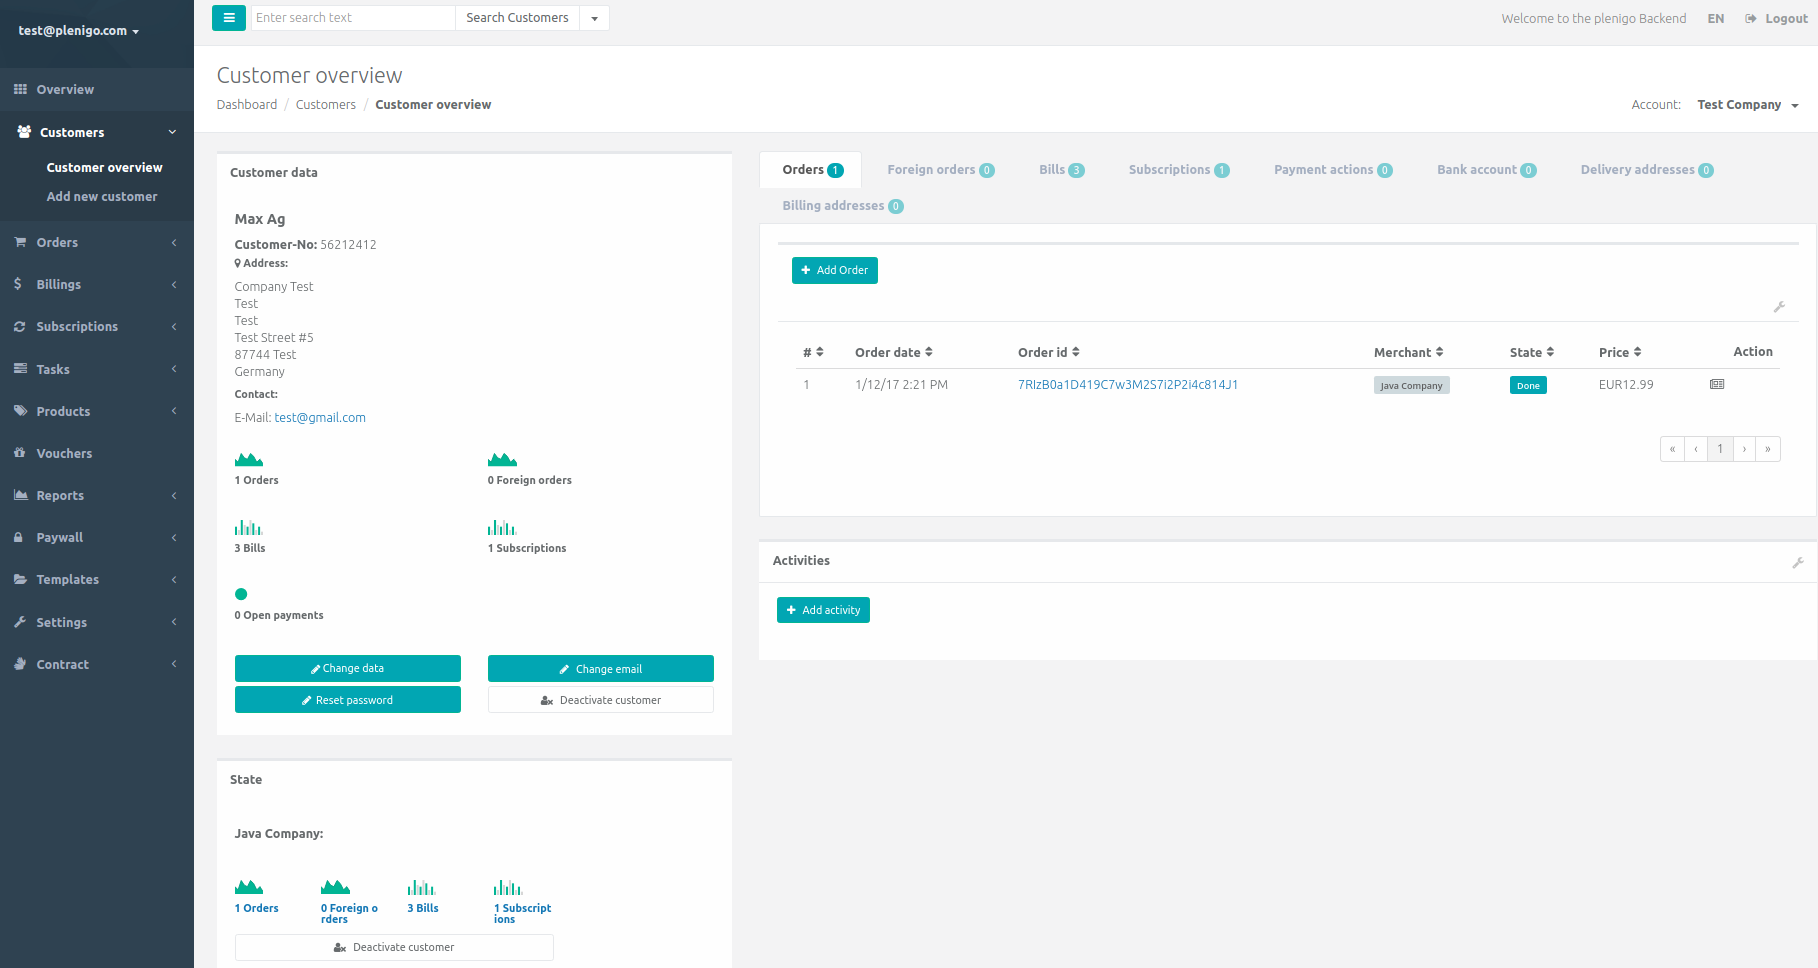 test@plenigo.com
Overview
Customers
Customer overview
Add new customer
Orders
Billings
Subscriptions
Tasks
Products
Vouchers
Reports
Paywall
Templates
Settings
Contract
Enter search text
Search Customers
Welcome to the plenigo Backend
EN
Logout
Customer overview
Dashboard / Customers / Customer overview
Account: Test Company
Customer data
Max Ag
Customer-No: 56212412
Address:
Company Test
Test
Test
Test Street #5
87744 Test
Germany
Contact:
E-Mail: test@gmail.com
1 Orders
0 Foreign orders
3 Bills
1 Subscriptions
0 Open payments
Change data
Change email
Reset password
Deactivate customer
State
Java Company:
1 Orders
0 Foreign o
rders
3 Bills
1 Subscript
ions
Deactivate customer
Orders 1
Foreign orders 0
Bills 3
Subscriptions 1
Payment actions 0
Bank account 0
Delivery addresses 0
Billing addresses 0
+ Add Order
# Order date Order id Merchant State Price Action
1 1/12/17 2:21 PM 7RIzB0a1D419C7w3M2S7i2P2i4c814J1 Java Company Done EUR12.99
« ‹ 1 › »
Activities
+ Add activity